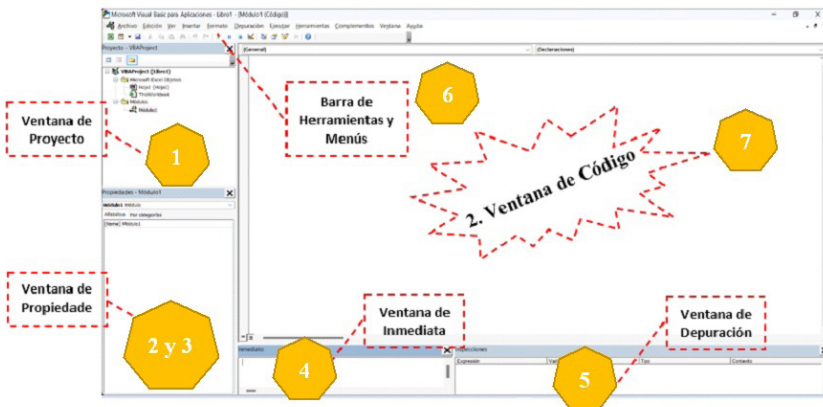 Microsoft Visual Basic para Aplicaciones - Libro1 - [Módulo1 (Código)]
Archivo Edición Ver Insertar Formato Depuración Ejecutar Herramientas Complementos Ventana Ayuda
Proyecto - VBAProject
(General)
(Declaraciones)
VBAProject (Libro1)
Microsoft Excel Objetos
Hoja1 (Hoja1)
ThisWorkbook
Módulos
Módulo1
Ventana de
Proyecto
1
Barra de
Herramientas y
Menús
6
7
2. Ventana de Código
Propiedades - Módulo1
Módulo1 Módulo
Alfabética Por categorías
(Name) Módulo1
Ventana de
Propiedade
2 y 3
Ventana de
Inmediata
Ventana de
Depuración
Inmediato
4
Expresión
Tipo
Contexto
5